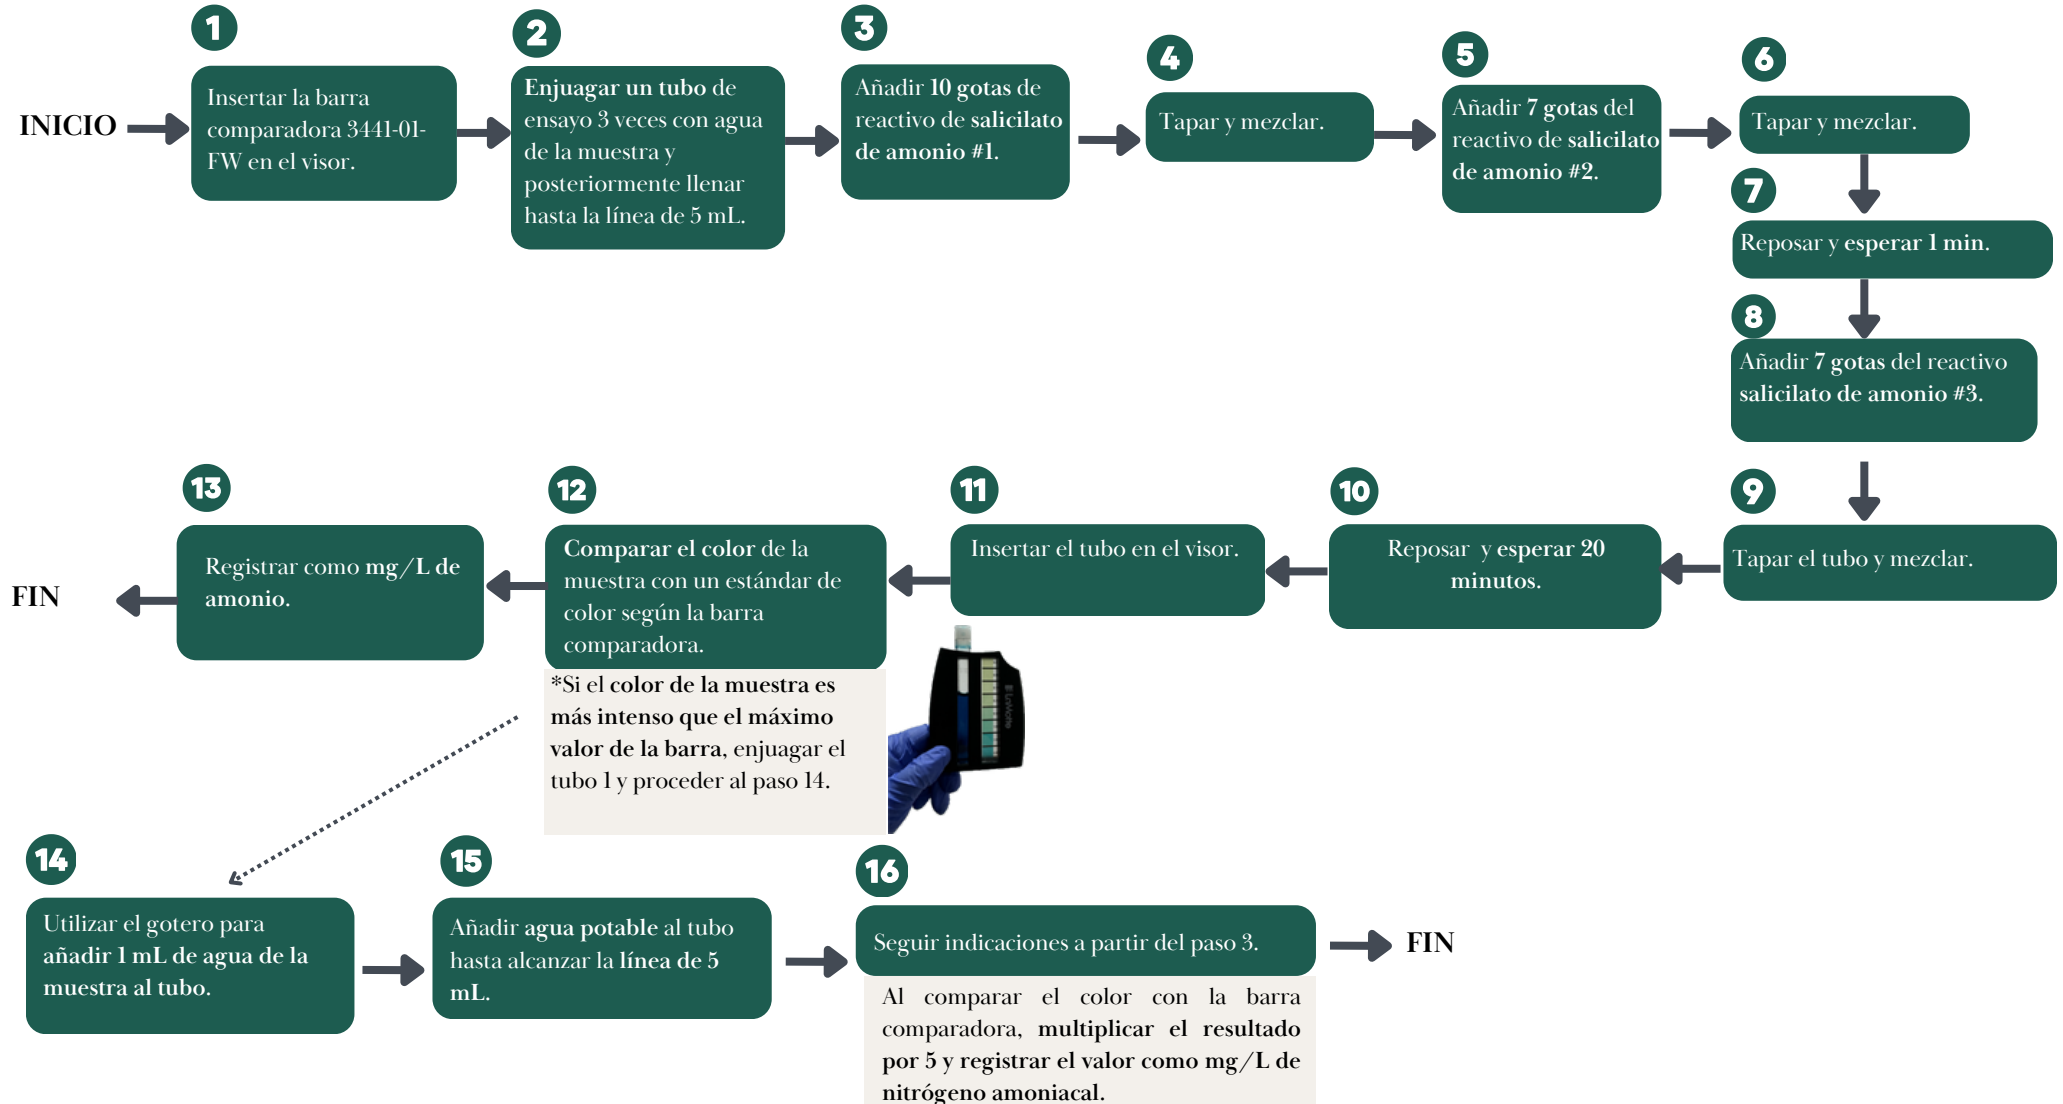 INICIO
1
Insertar la barra
comparadora 3441-01-
FW en el visor.
2
Enjuagar un tubo de
ensayo 3 veces con agua
de la muestra y
posteriormente llenar
hasta la línea de 5 mL.
3
Añadir 10 gotas de
reactivo de salicilato
de amonio #1.
4
Tapar y mezclar.
5
Añadir 7 gotas del
reactivo de salicilato
de amonio #2.
6
Tapar y mezclar.
7
Reposar y esperar 1 min.
8
Añadir 7 gotas del reactivo
salicilato de amonio #3.
9
Tapar el tubo y mezclar.
10
Reposar y esperar 20
minutos.
11
Insertar el tubo en el visor.
12
Comparar el color de la
muestra con un estándar de
color según la barra
comparadora.
*Si el color de la muestra es
más intenso que el máximo
valor de la barra, enjuagar el
tubo 1 y proceder al paso 14.
13
Registrar como mg/L de
amonio.
FIN
14
Utilizar el gotero para
añadir 1 mL de agua de la
muestra al tubo.
15
Añadir agua potable al tubo
hasta alcanzar la línea de 5
mL.
16
Seguir indicaciones a partir del paso 3.
Al comparar el color con la barra
comparadora, multiplicar el resultado
por 5 y registrar el valor como mg/L de
nitrógeno amoniacal.
FIN